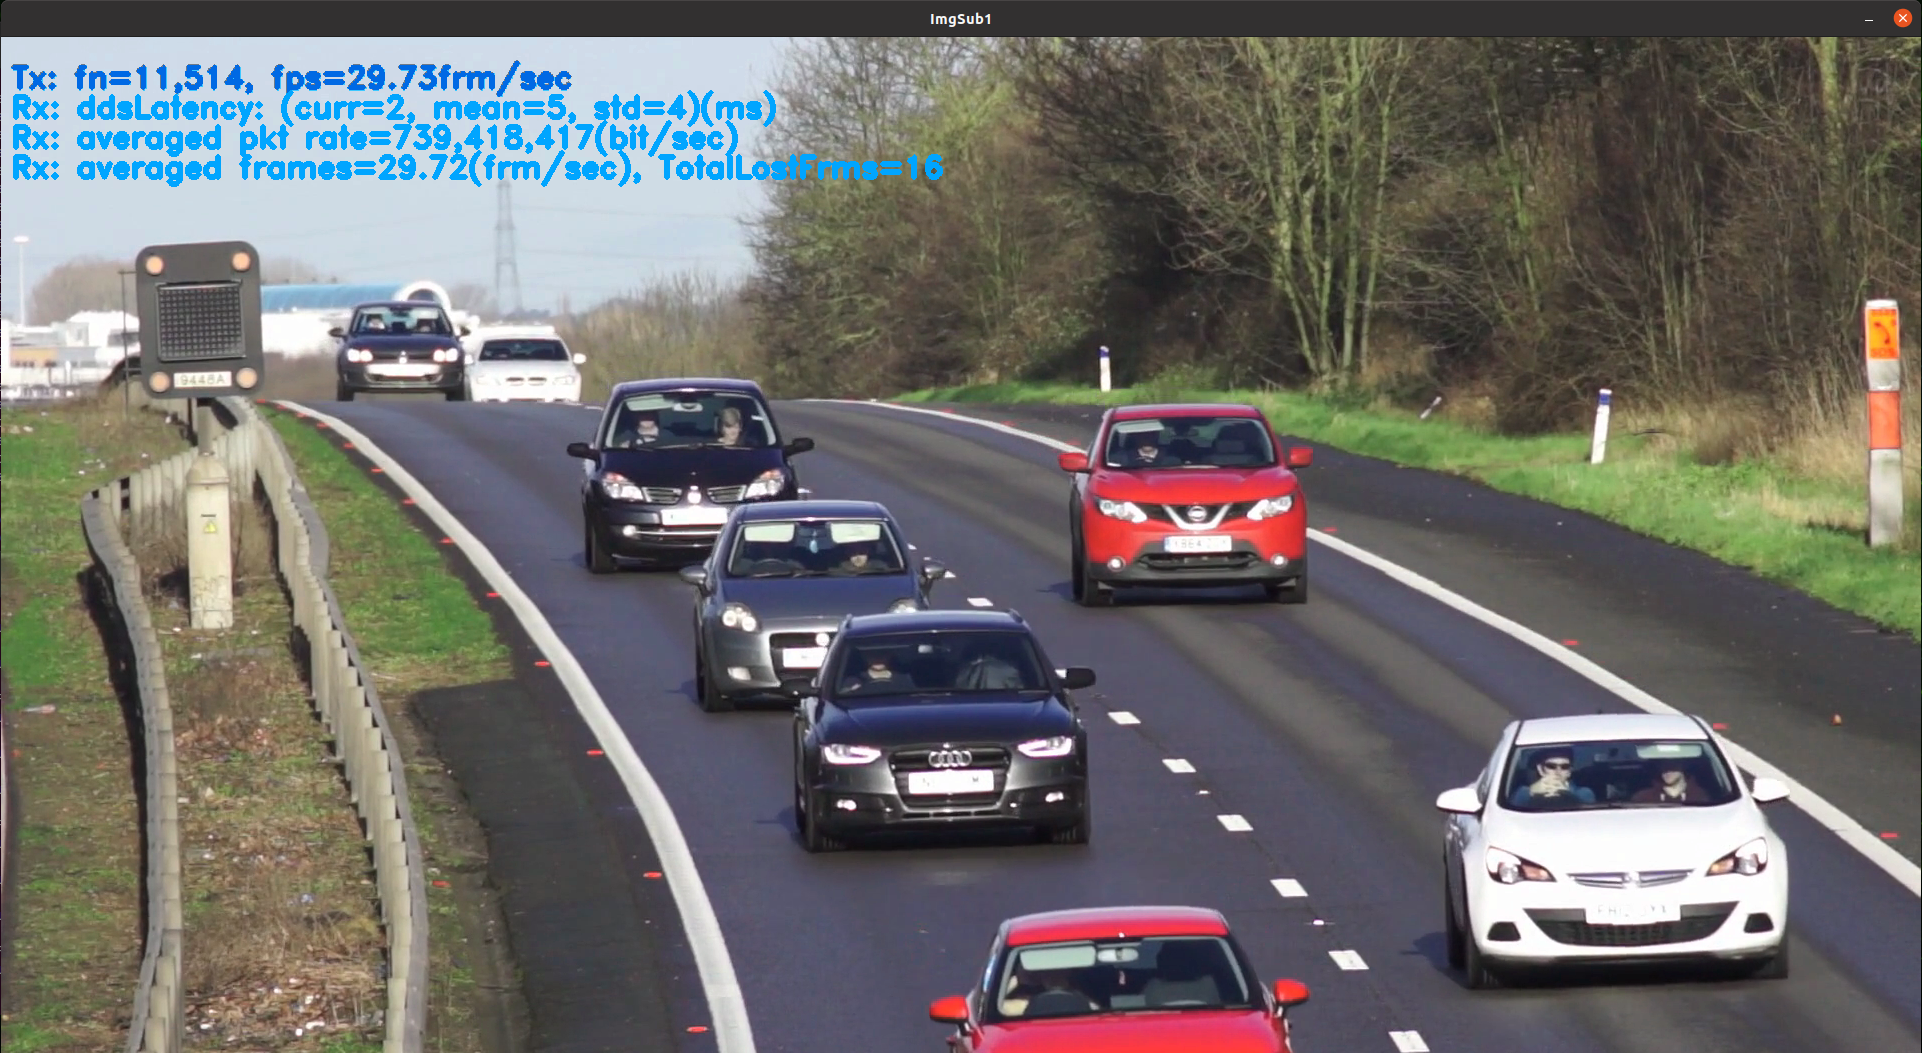 ImgSub1
Tx: fn=11,514, fps=29.73frm/sec
Rx: ddsLatency: (curr=2, mean=5, std=4)(ms)
Rx: averaged pkt rate=739,418,417(bit/sec)
Rx: averaged frames=29.72(frm/sec), TotalLostFrms=16
9448A